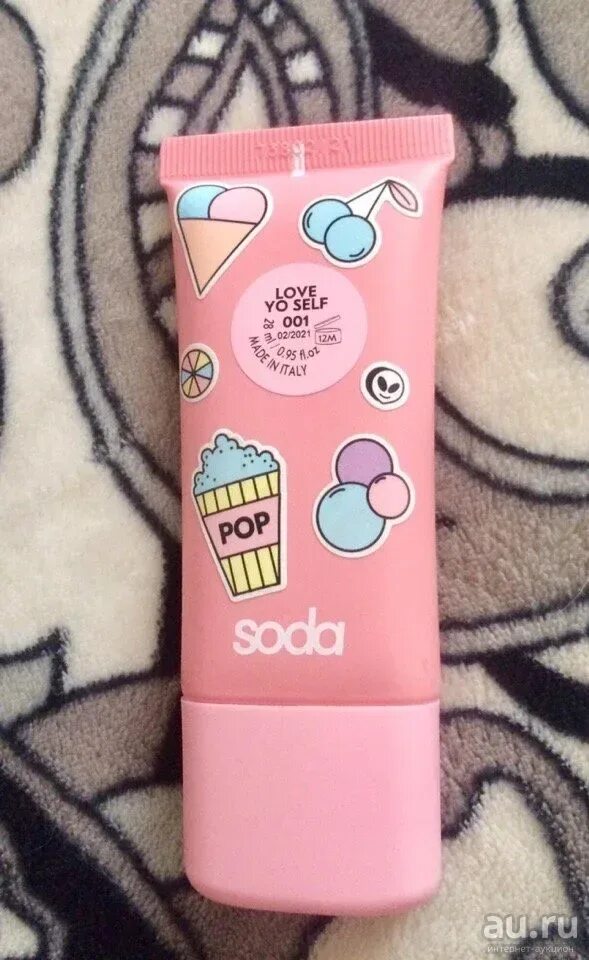 LOVE
YO SELF
001
02/2021
12M
28 ml / 0.95 fl.oz
MADE IN ITALY
POP
soda
au.ru
интернет-аукцион